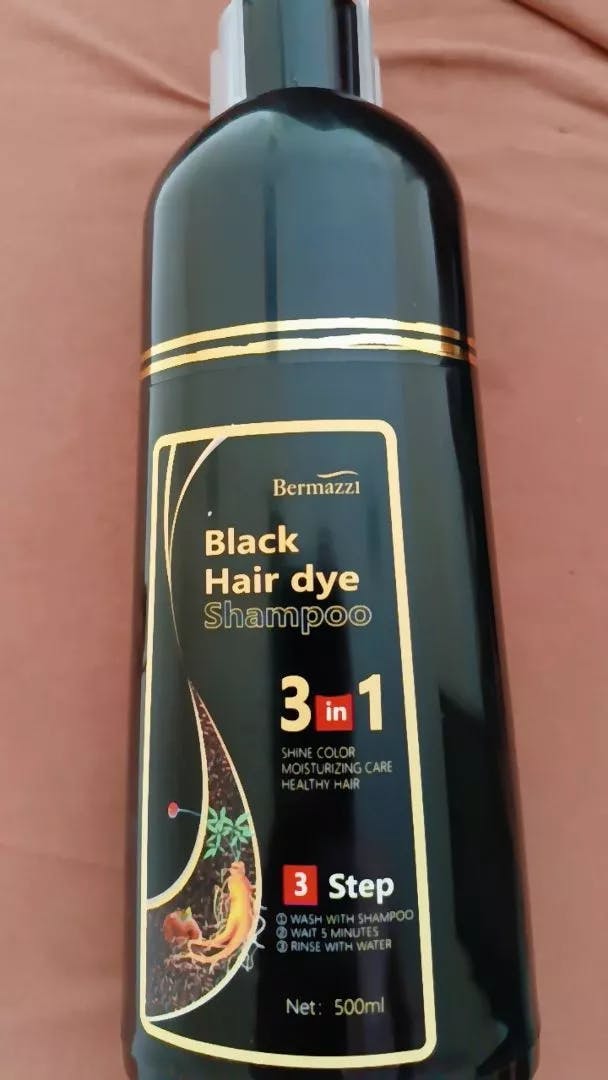 Bermazzi
Black
Hair dye
Shampoo
3 in 1
SHINE COLOR
MOISTURIZING CARE
HEALTHY HAIR
3 Step
① WASH WITH SHAMPOO
② WAIT 5 MINUTES
③ RINSE WITH WATER
Net: 500ml